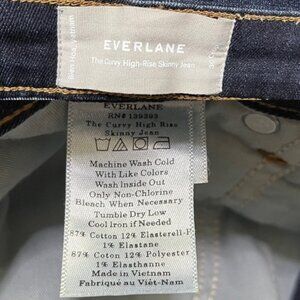 EVERLANE
The Curvy High-Rise Skinny Jean
EVERLANE
RN# 139393
The Curvy High Rise
Skinny Jean
Machine Wash Cold
With Like Colors
Wash Inside Out
Only Non-Chlorine
Bleach When Necessary
Tumble Dry Low
Cool Iron if Needed
87% Cotton 12% Elasterell-P
1% Elastane
87% Coton 12% Polyester
1% Elasthanne
Made in Vietnam
Fabriqué au Viêt-Nam